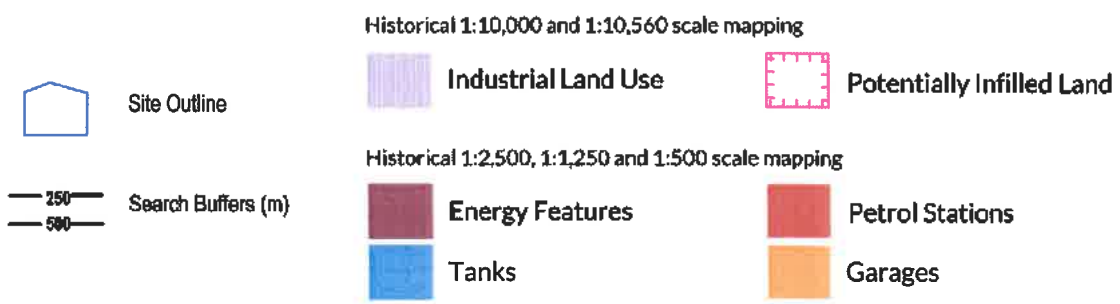 Historical 1:10,000 and 1:10,560 scale mapping
Industrial Land Use
Potentially Infilled Land
Site Outline
Historical 1:2,500, 1:1,250 and 1:500 scale mapping
250
500
Search Buffers (m)
Energy Features
Petrol Stations
Tanks
Garages